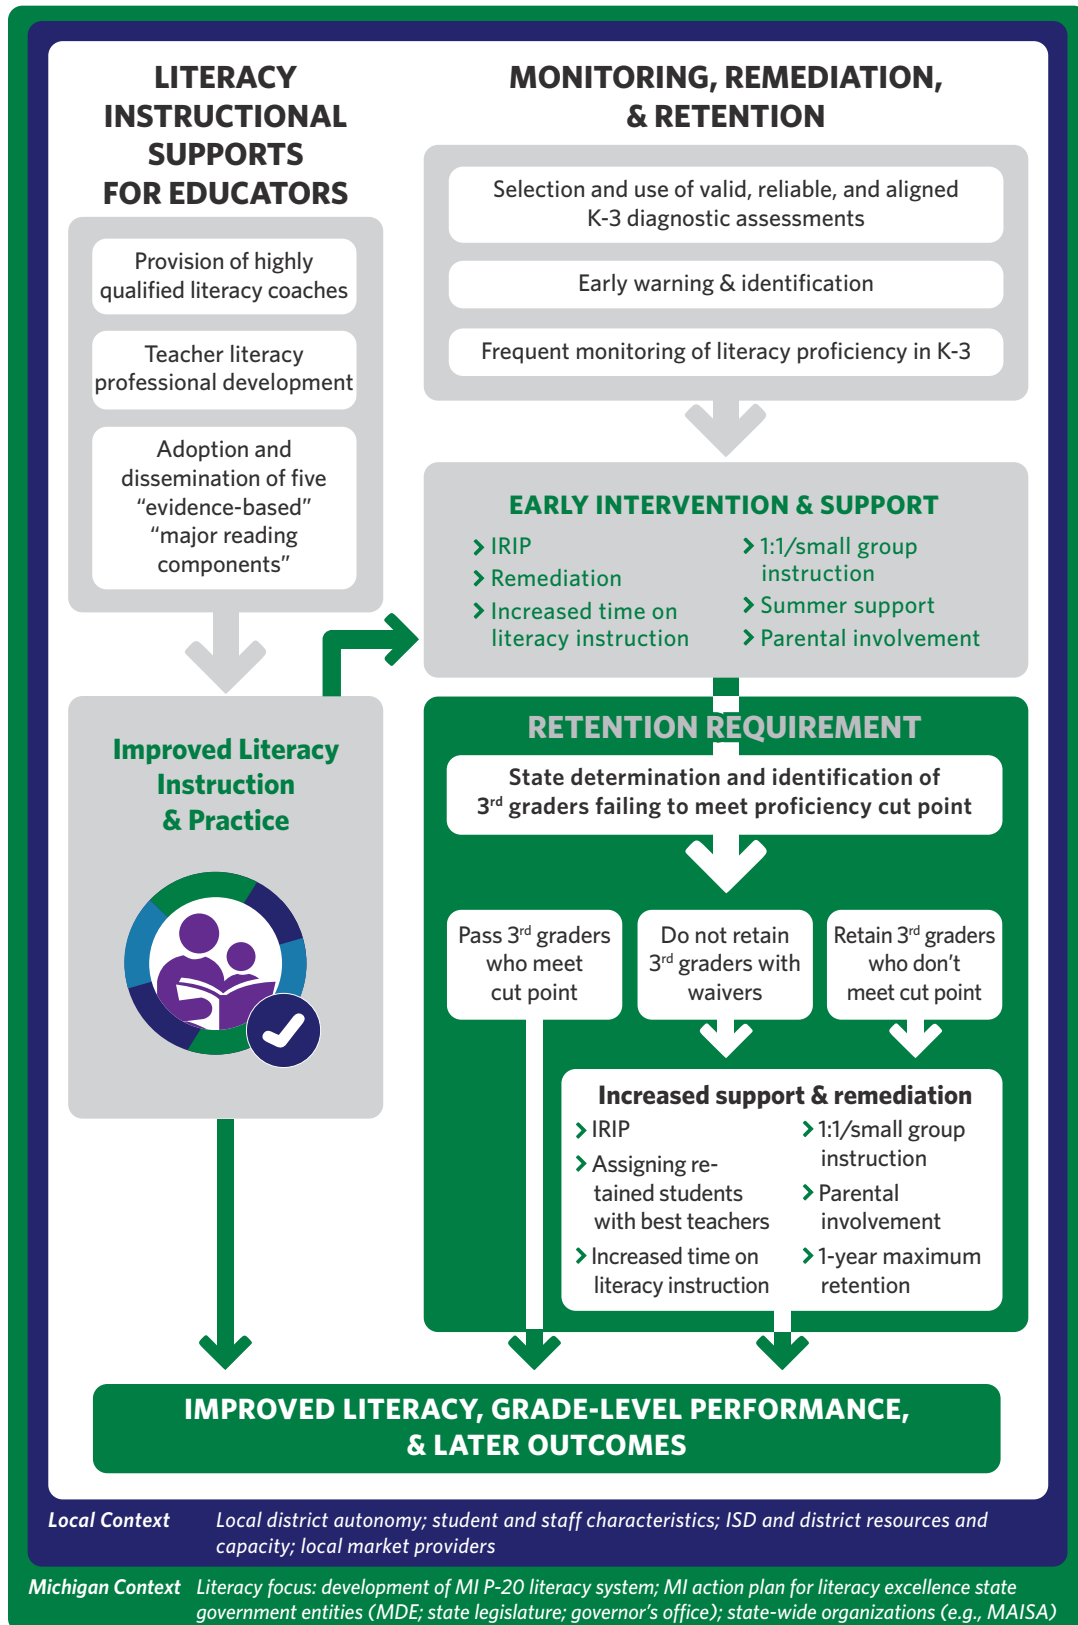 LITERACY
INSTRUCTIONAL
SUPPORTS
FOR EDUCATORS
Provision of highly
qualified literacy coaches
Teacher literacy
professional development
Adoption and
dissemination of five
“evidence-based”
“major reading
components”
Improved Literacy
Instruction
& Practice
MONITORING, REMEDIATION,
& RETENTION
Selection and use of valid, reliable, and aligned
K-3 diagnostic assessments
Early warning & identification
Frequent monitoring of literacy proficiency in K-3
EARLY INTERVENTION & SUPPORT
IRIP
Remediation
Increased time on
literacy instruction
1:1/small group
instruction
Summer support
Parental involvement
RETENTION REQUIREMENT
State determination and identification of
3rd graders failing to meet proficiency cut point
Pass 3rd graders
who meet
cut point
Do not retain
3rd graders with
waivers
Retain 3rd graders
who don’t
meet cut point
Increased support & remediation
IRIP
Assigning re-
tained students
with best teachers
Increased time on
literacy instruction
1:1/small group
instruction
Parental
involvement
1-year maximum
retention
IMPROVED LITERACY, GRADE-LEVEL PERFORMANCE,
& LATER OUTCOMES
Local Context Local district autonomy; student and staff characteristics; ISD and district resources and
capacity; local market providers
Michigan Context Literacy focus: development of MI P-20 literacy system; MI action plan for literacy excellence state
government entities (MDE; state legislature; governor’s office); state-wide organizations (e.g., MAISA)